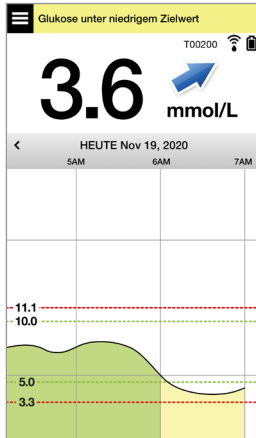 Glukose unter niedrigem Zielwert
T00200
3.6
mmol/L
HEUTE Nov 19, 2020
5AM 6AM 7AM
11.1
10.0
5.0
3.3